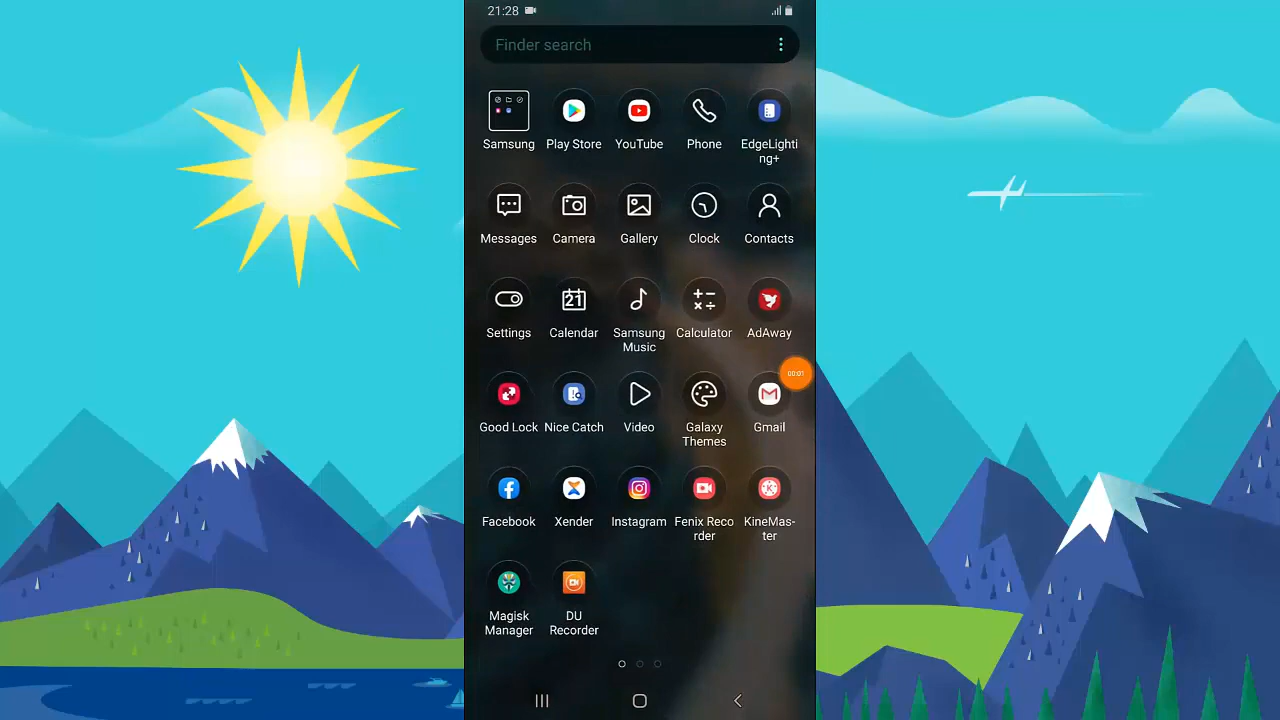 21:28
Finder search
Samsung
Play Store
YouTube
Phone
EdgeLighti
ng+
Messages
Camera
Gallery
Clock
Contacts
21
Settings
Calendar
Samsung
Music
Calculator
AdAway
00:01
Good Lock
Nice Catch
Video
Galaxy
Themes
Gmail
Facebook
Xender
Instagram
Fenix Reco
rder
KineMas-
ter
Magisk
Manager
DU
Recorder